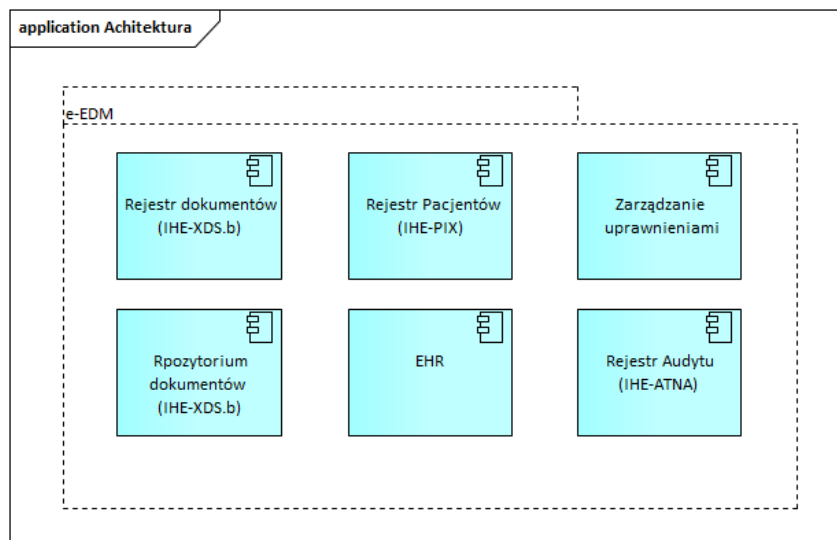 application Achitektura
e-EDM
Rejestr dokumentów
(IHE-XDS.b)
Rejestr Pacjentów
(IHE-PIX)
Zarządzanie
uprawnieniami
Rpozytorium
dokumentów
(IHE-XDS.b)
EHR
Rejestr Audytu
(IHE-ATNA)